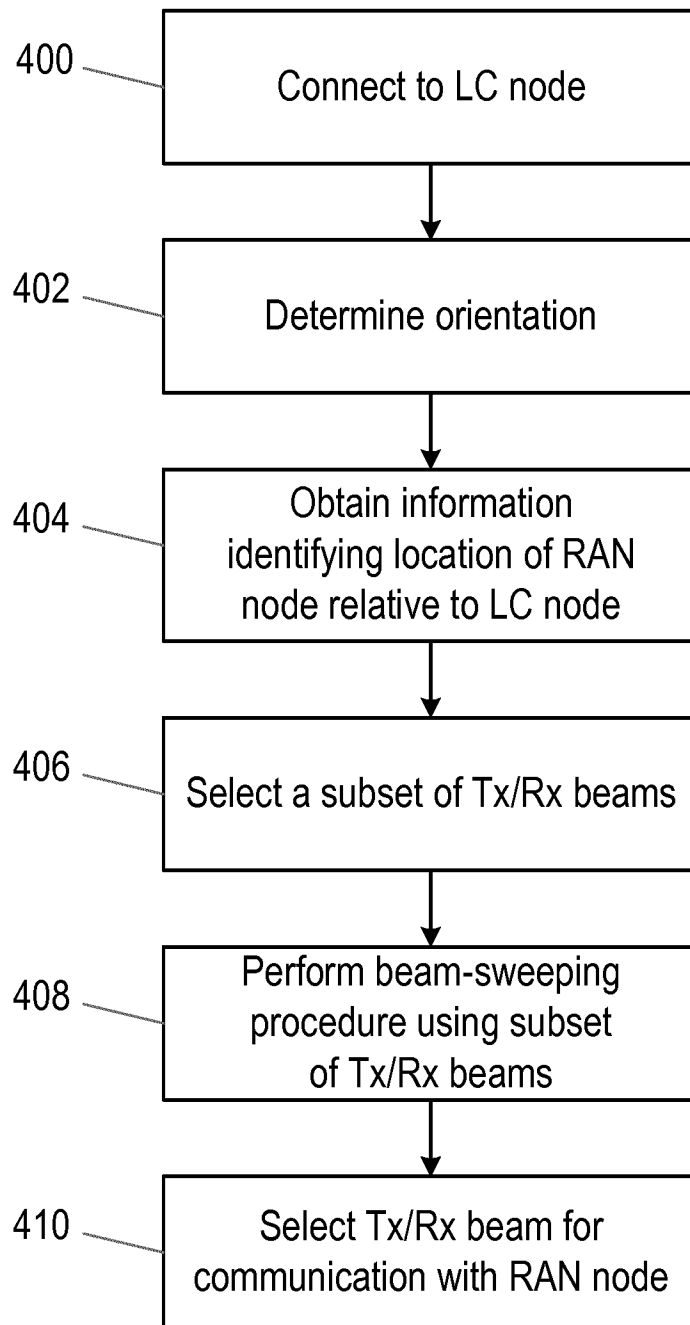 400
Connect to LC node
402
Determine orientation
404
Obtain information
identifying location of RAN
node relative to LC node
406
Select a subset of Tx/Rx beams
408
Perform beam-sweeping
procedure using subset
of Tx/Rx beams
410
Select Tx/Rx beam for
communication with RAN node